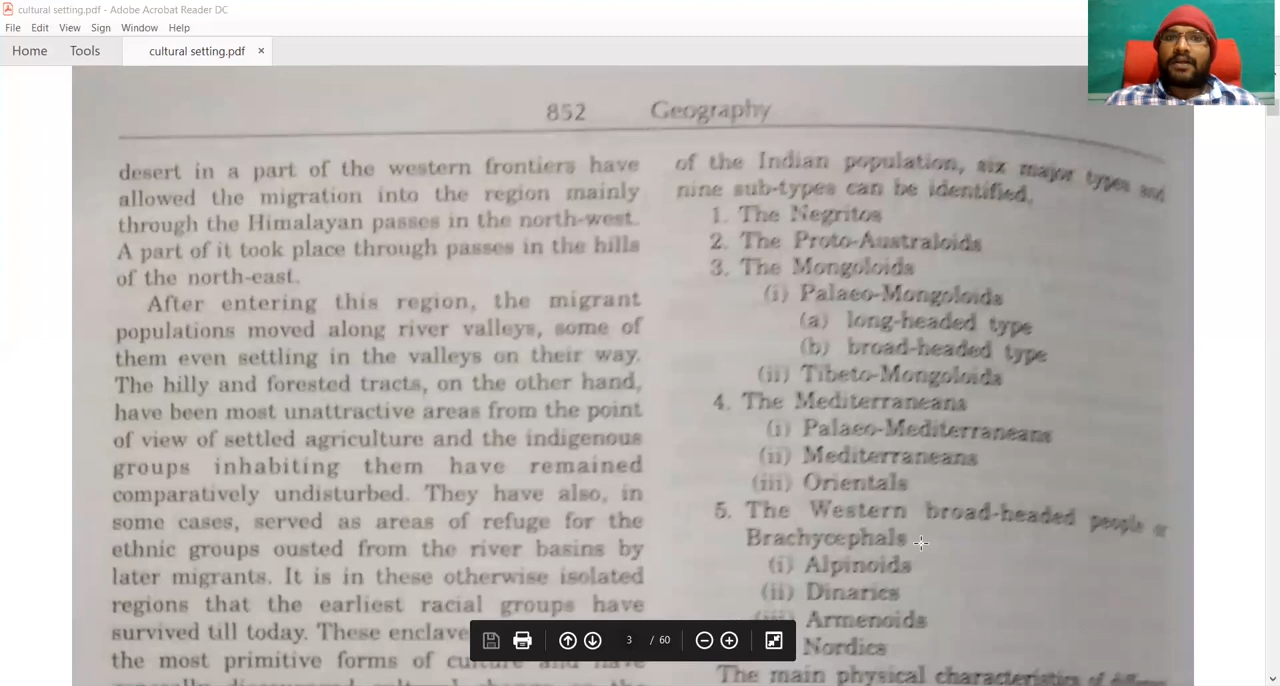 cultural setting.pdf - Adobe Acrobat Reader DC
File Edit View Sign Window Help
Home Tools cultural setting.pdf ×
852 Geography
desert in a part of the western frontiers have
allowed the migration into the region mainly
through the Himalayan passes in the north-west.
A part of it took place through passes in the hills
of the north-east.
After entering this region, the migrant
populations moved along river valleys, some of
them even settling in the valleys on their way.
The hilly and forested tracts, on the other hand,
have been most unattractive areas from the point
of view of settled agriculture and the indigenous
groups inhabiting them have remained
comparatively undisturbed. They have also, in
some cases, served as areas of refuge for the
ethnic groups ousted from the river basins by
later migrants. It is in these otherwise isolated
regions that the earliest racial groups have
survived till today. These enclave
the most primitive forms of
of the Indian population, six major types and
nine sub-types can be identified.
1. The Negritos
2. The Proto-Australoids
3. The Mongoloids
(i) Palaeo-Mongoloids
(a) long-headed type
(b) broad-headed type
(ii) Tibeto-Mongoloids
4. The Mediterraneans
(i) Palaeo-Mediterraneans
(ii) Mediterraneans
(iii) Orientals
5. The Western broad-headed people or
Brachycephals
(i) Alpinoids
(ii) Dinarics
Armenoids
Nordics
The main physical characteristics of different
3 / 60